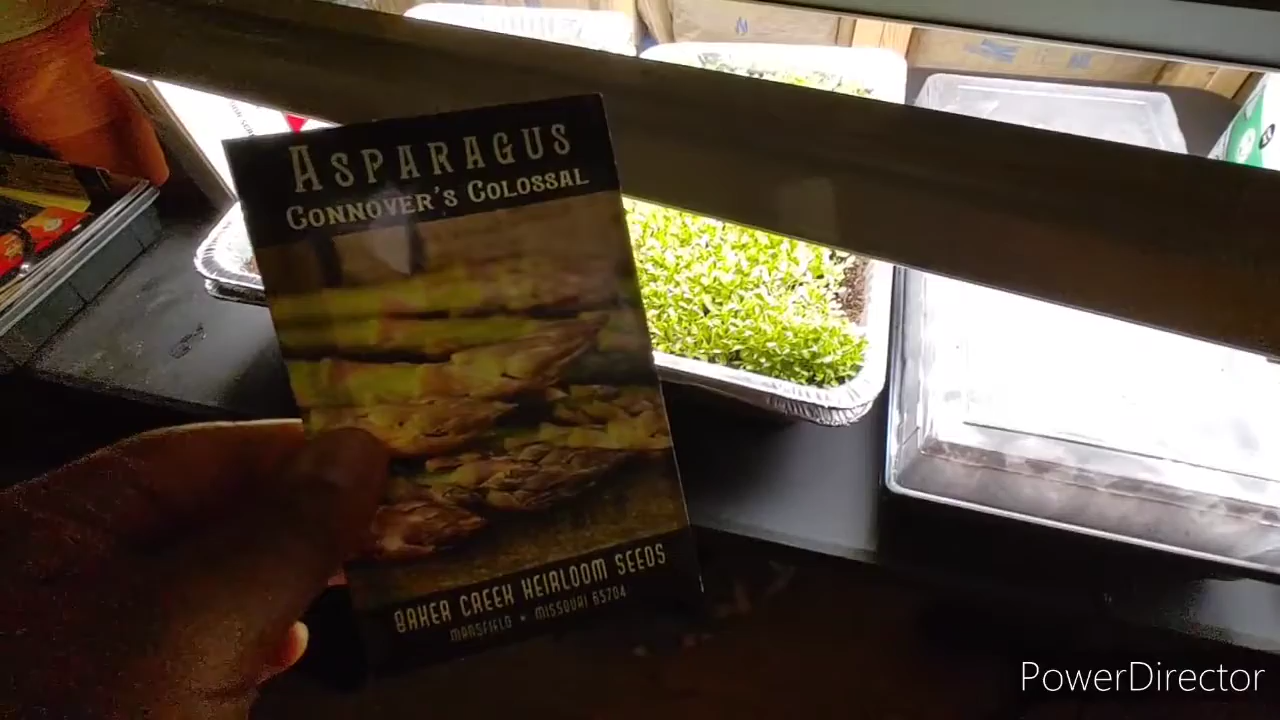 ASPARAGUS
CONNOVER'S COLOSSAL
BAKER CREEK HEIRLOOM SEEDS
MANSFIELD • MISSOURI 65704
PowerDirector